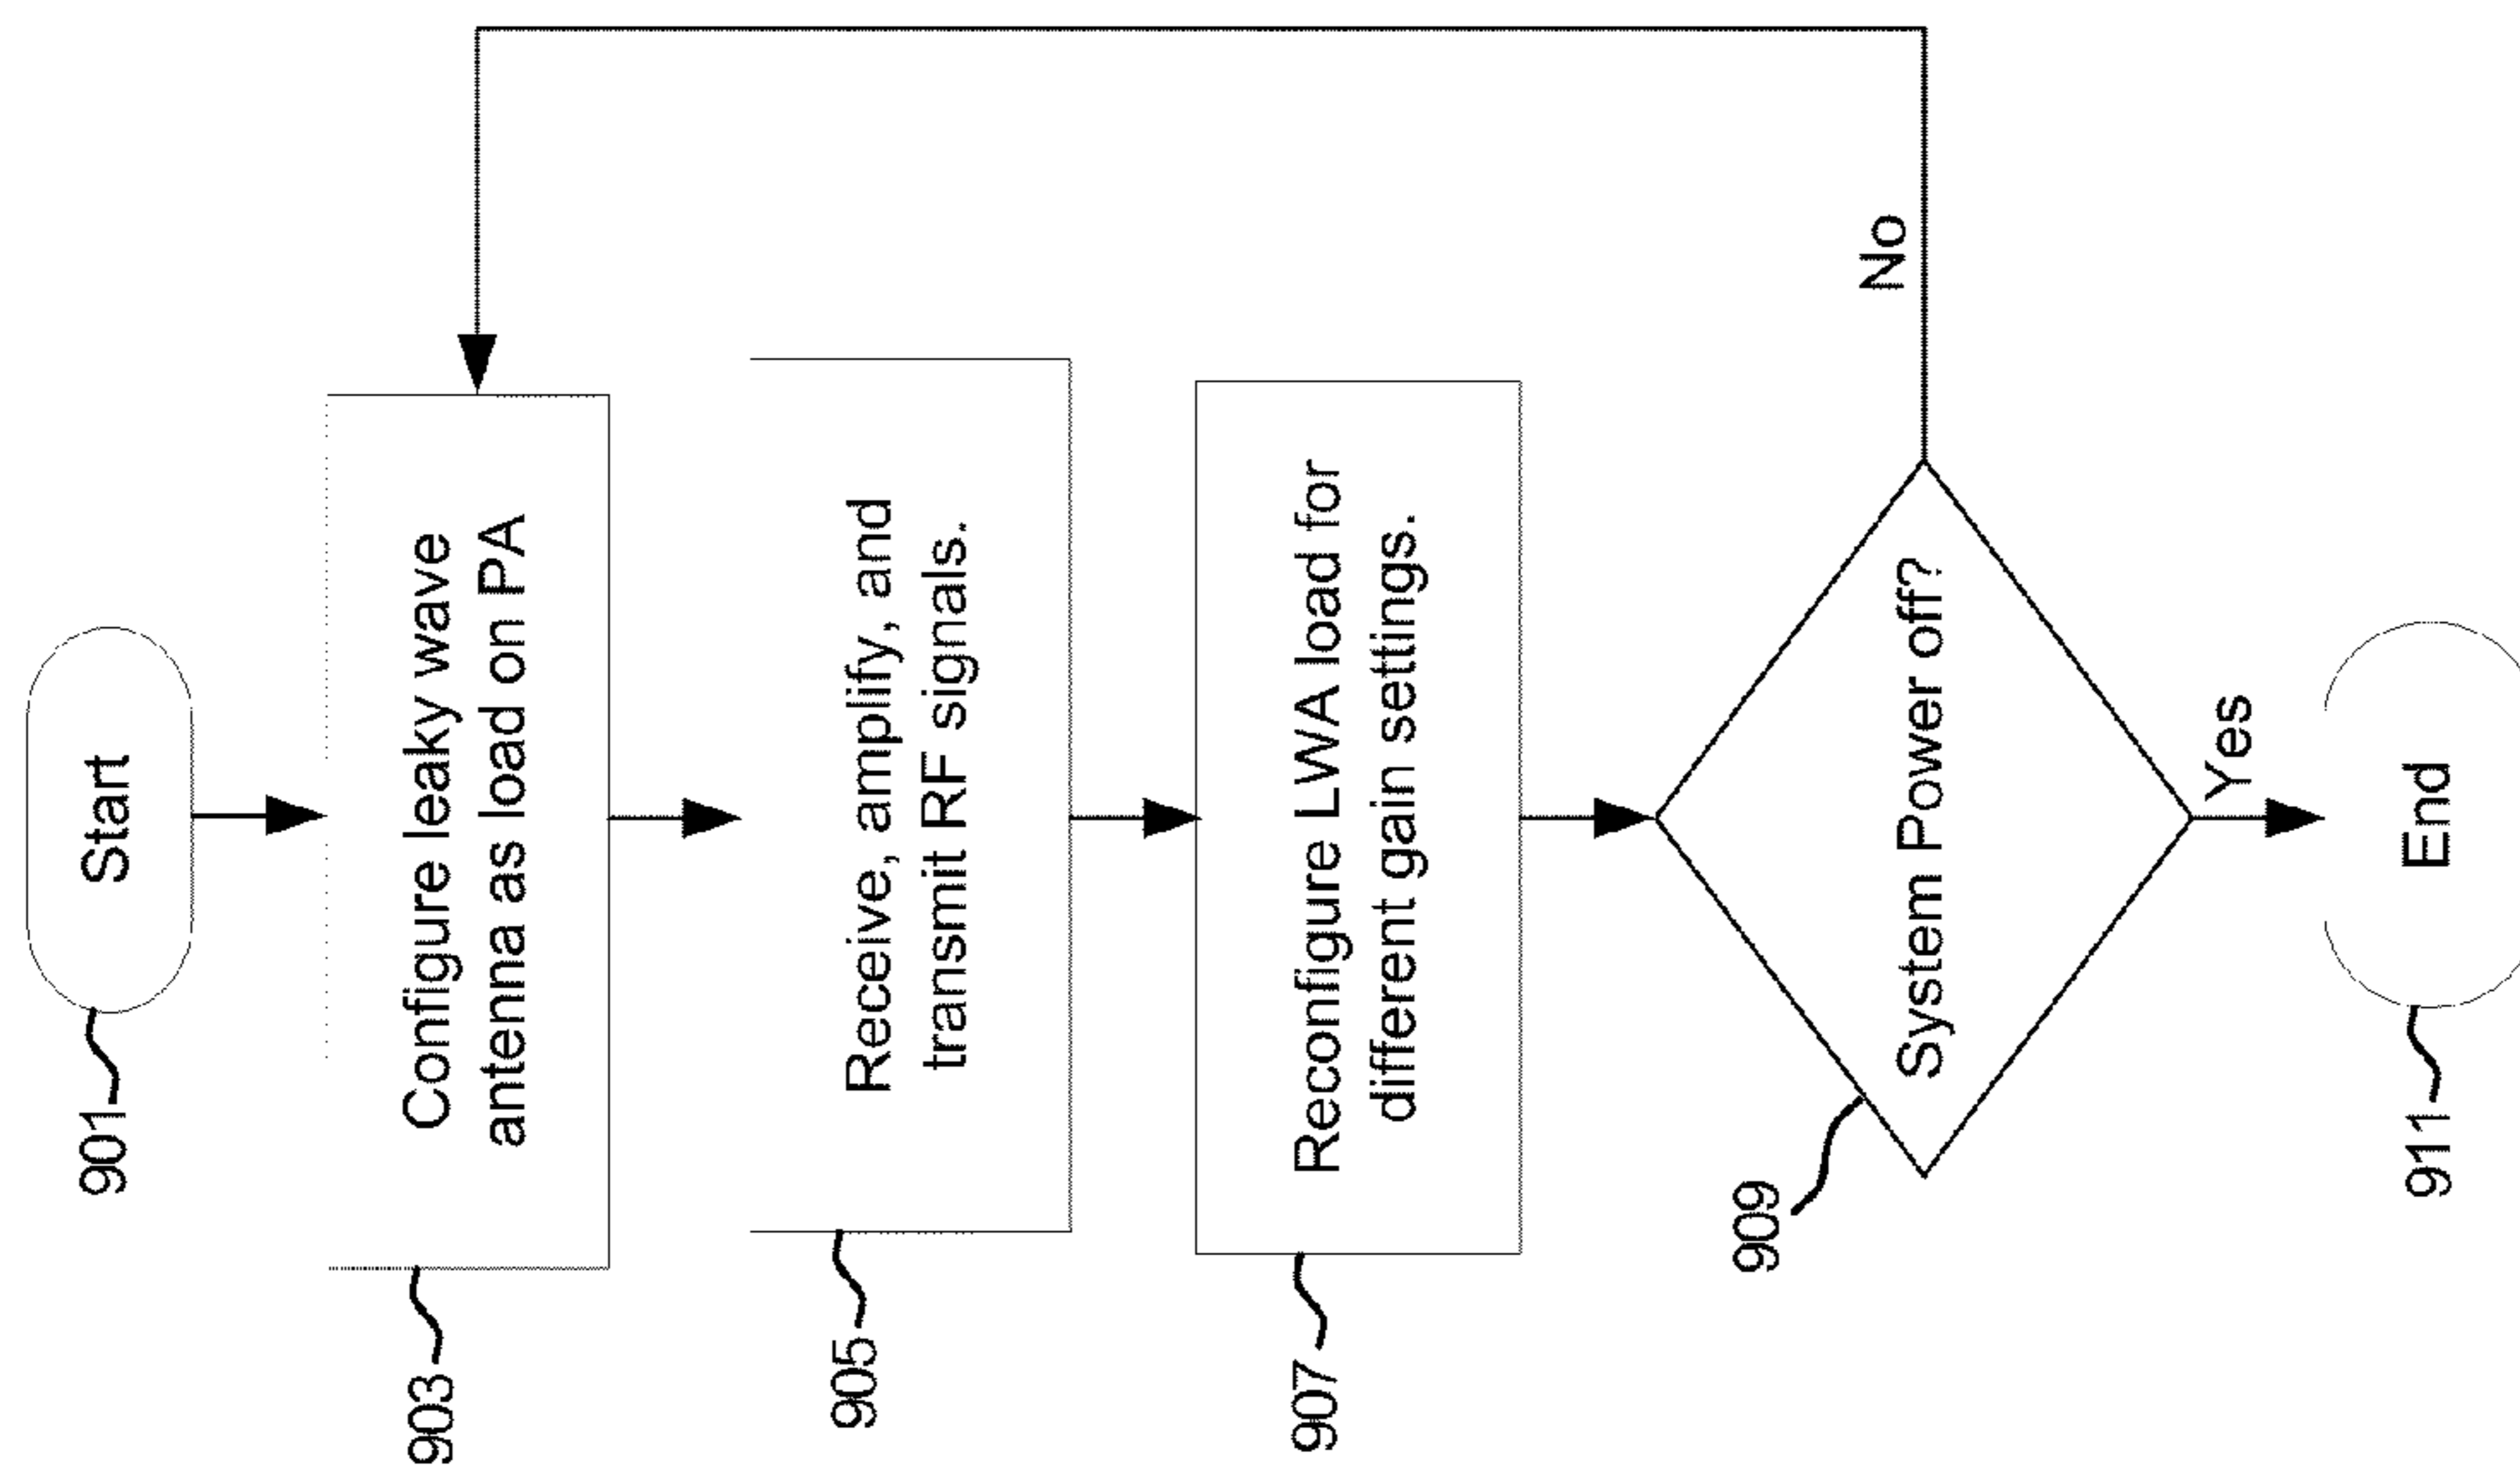 Start
901
Configure leaky wave
antenna as load on PA
903
Receive, amplify, and
transmit RF signals.
905
Reconfigure LWA load for
different gain settings.
907
System Power off?
909
No
Yes
End
911